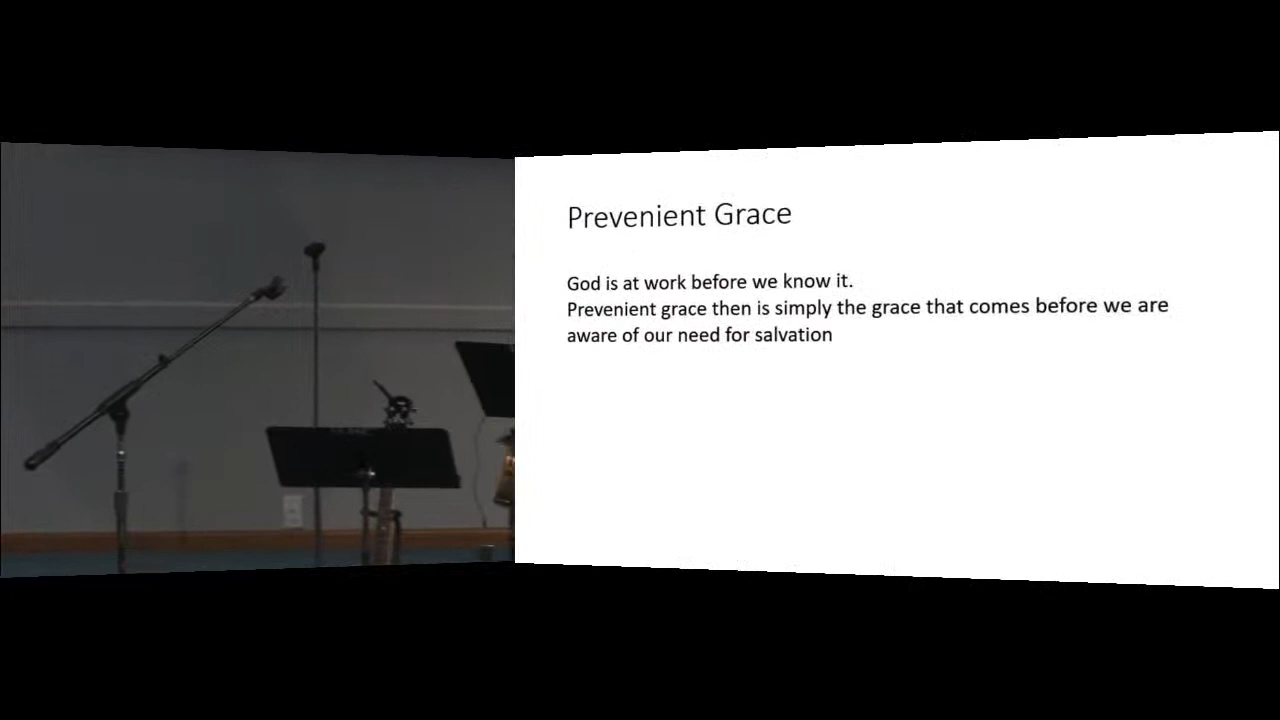 Prevenient Grace
God is at work before we know it.
Prevenient grace then is simply the grace that comes before we are
aware of our need for salvation